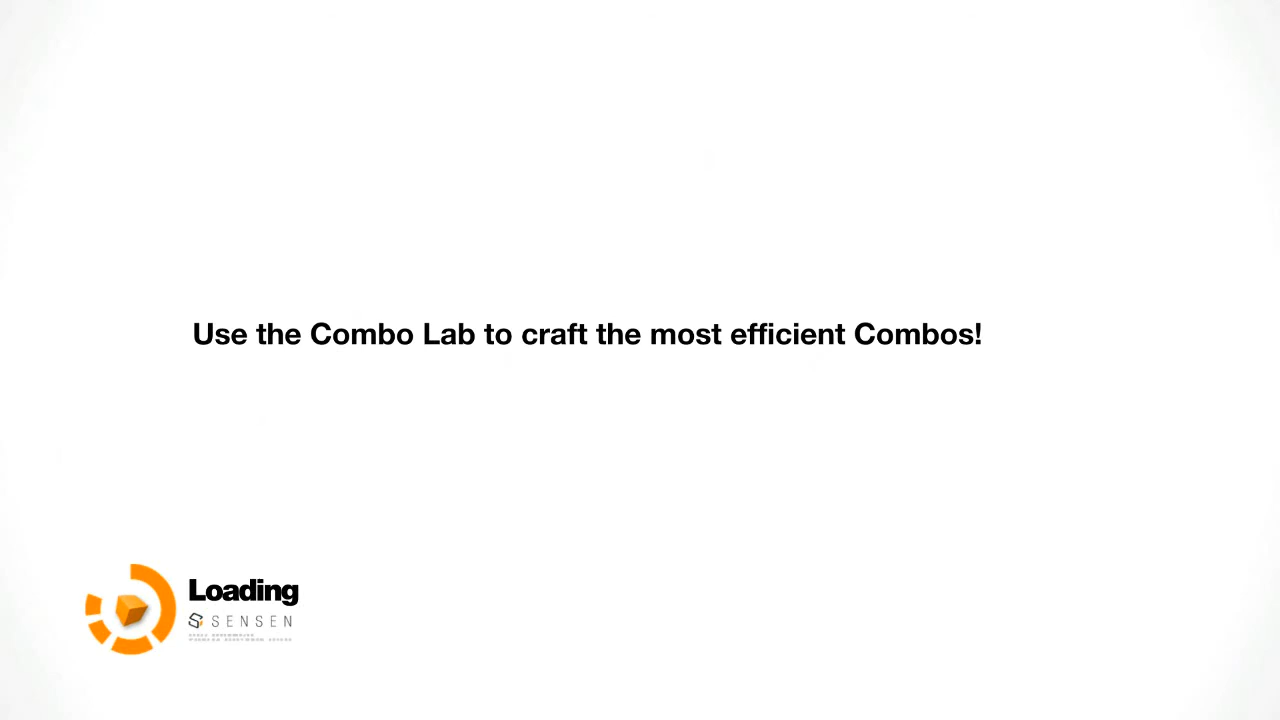 Use the Combo Lab to craft the most efficient Combos!
Loading
SENSEN